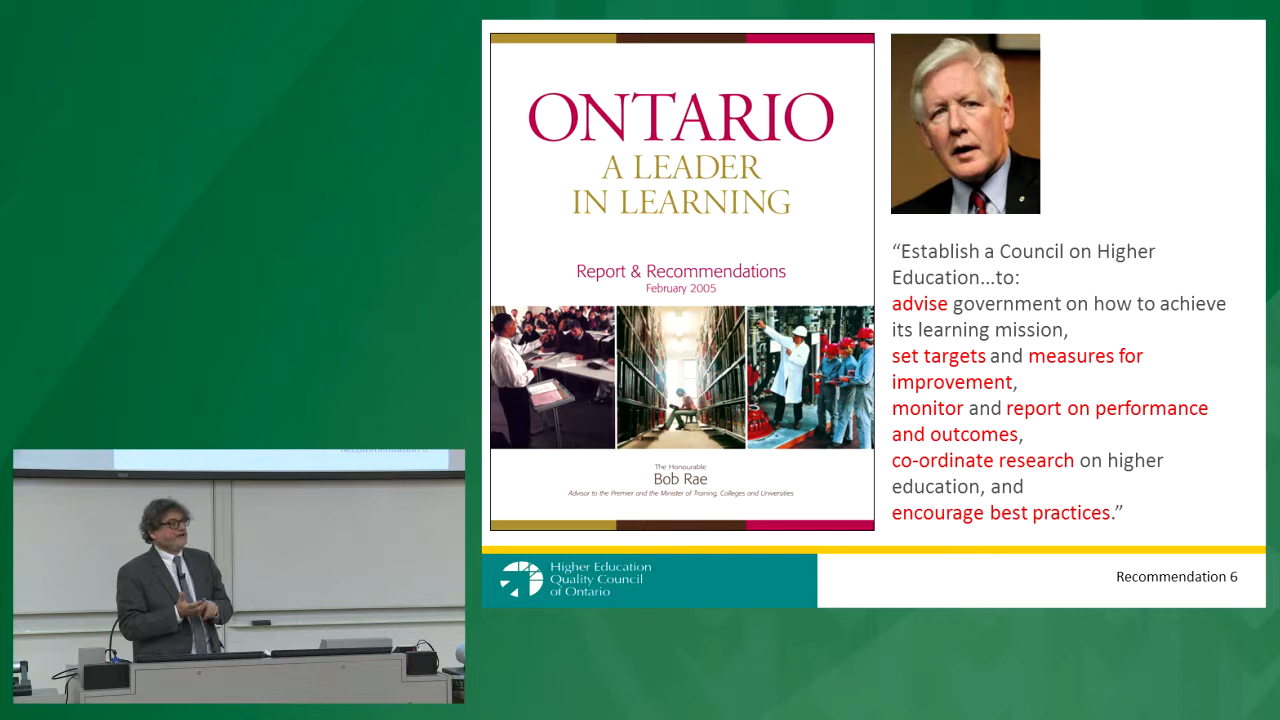 ONTARIO
A LEADER
IN LEARNING
Report & Recommendations
February 2005
The Honourable
Bob Rae
Advisor to the Premier and the Minister of Training, Colleges and Universities
“Establish a Council on Higher
Education...to:
advise government on how to achieve
its learning mission,
set targets and measures for
improvement,
monitor and report on performance
and outcomes,
co-ordinate research on higher
education, and
encourage best practices.”
Higher Education
Quality Council
of Ontario
Recommendation 6
Recommendation 6